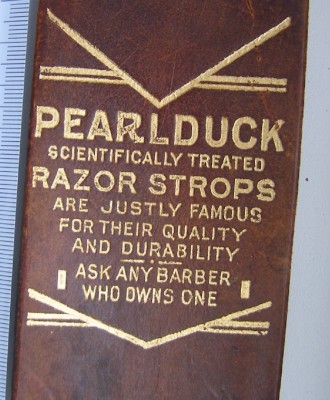 PEARLDUCK
SCIENTIFICALLY TREATED
RAZOR STROPS
ARE JUSTLY FAMOUS
FOR THEIR QUALITY
AND DURABILITY
ASK ANY BARBER
WHO OWNS ONE